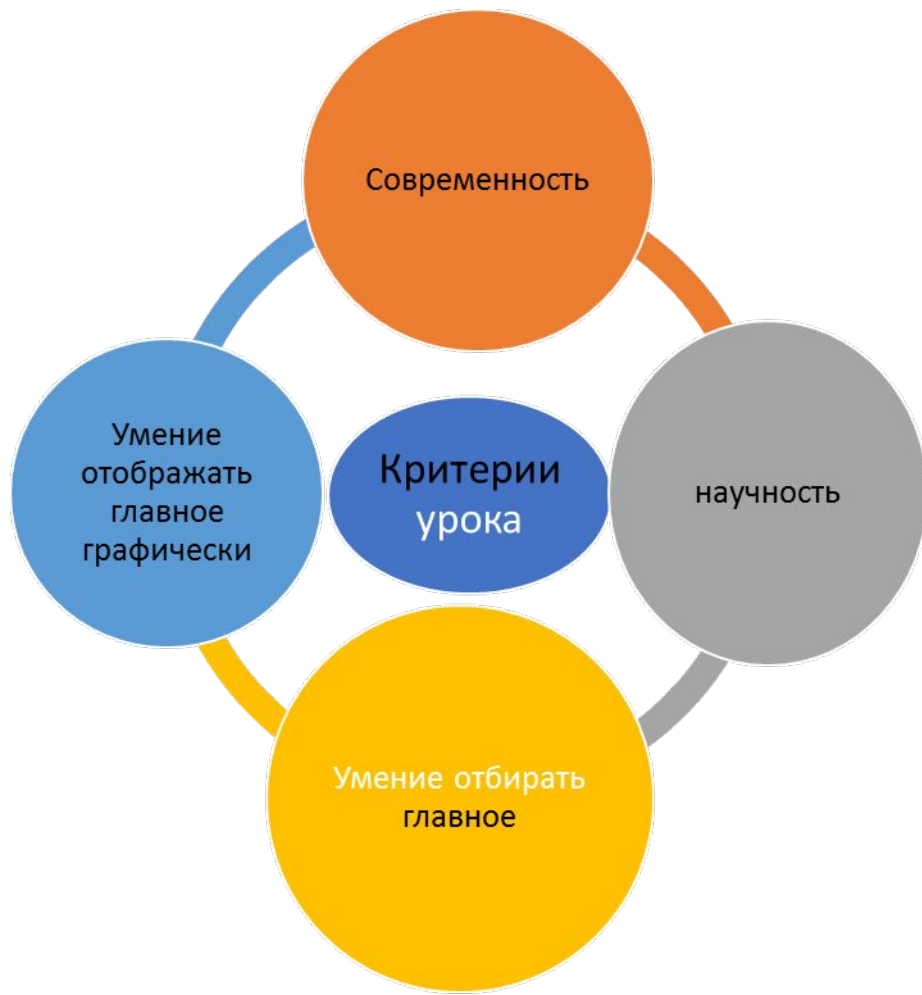 Современность
Умение
отображать
главное
графически
Критерии
урока
научность
Умение отбирать
главное